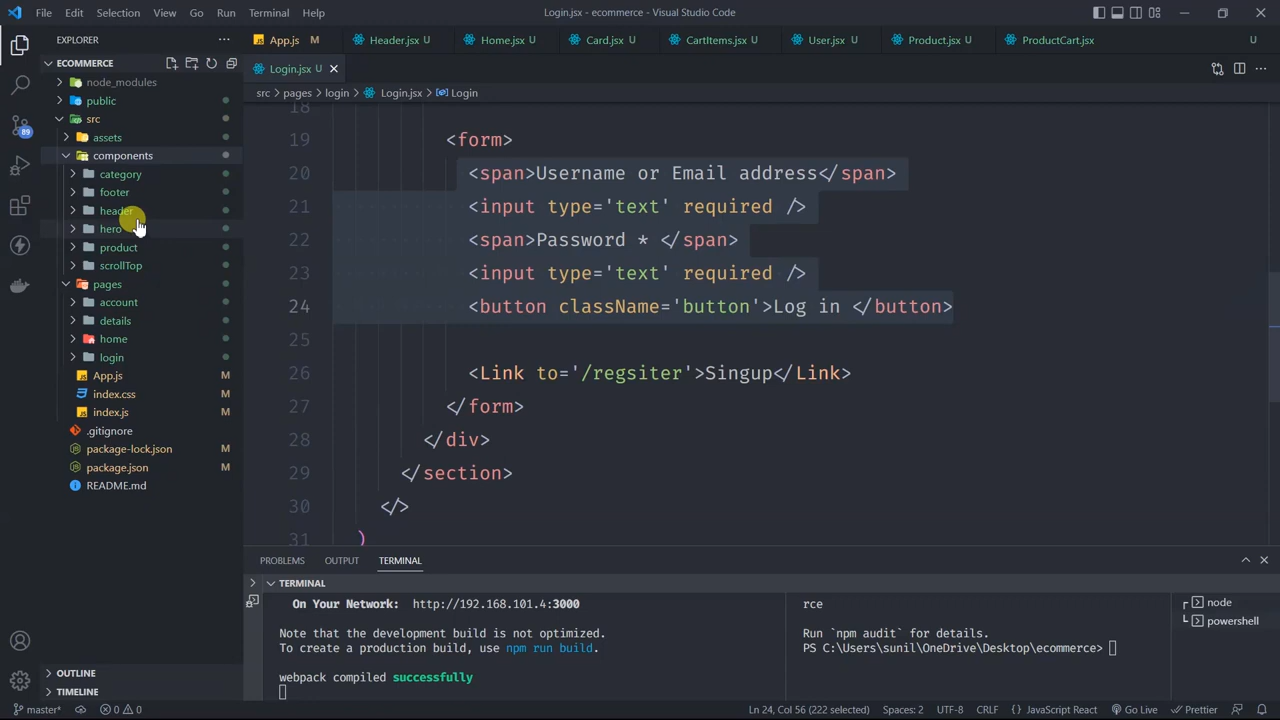 File Edit Selection View Go Run Terminal Help Login.jsx - ecommerce - Visual Studio Code
EXPLORER
ECOMMERCE
node_modules
public
src
assets
components
category
footer
header
hero
product
scrollTop
pages
account
details
home
login
App.js M
index.css M
index.js M
.gitignore
package-lock.json M
package.json M
README.md
OUTLINE
TIMELINE
89
App.js M Header.jsx U Home.jsx U Card.jsx U CartItems.jsx U User.jsx U Product.jsx U ProductCart.jsx U
Login.jsx U
src > pages > login > Login.jsx > Login
18
19 <form>
20 <span>Username or Email address</span>
21 <input type='text' required />
22 <span>Password * </span>
23 <input type='text' required />
24 <button className='button'>Log in </button>
25
26 <Link to='/regsiter'>Singup</Link>
27 </form>
28 </div>
29 </section>
30 </>
31 )
PROBLEMS OUTPUT TERMINAL
TERMINAL
On Your Network: http://192.168.101.4:3000
Note that the development build is not optimized.
To create a production build, use npm run build.
webpack compiled successfully
rce
Run `npm audit` for details.
PS C:\Users\sunil\OneDrive\Desktop\ecommerce>
node
powershell
master* 0 0 Ln 24, Col 56 (222 selected) Spaces: 2 UTF-8 CRLF JavaScript React Go Live Prettier